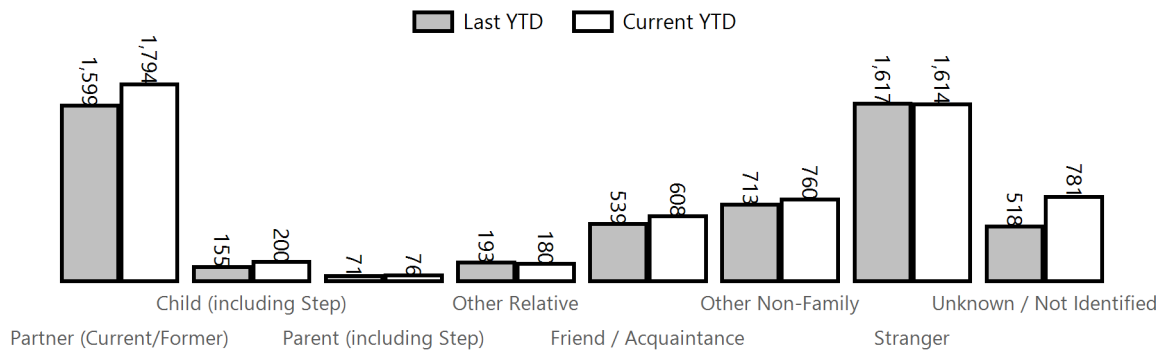 Last YTD Current YTD
1,599 1,794 155 200 71 76 193 180 539 608 713 760 1,617 1,614 518 781
Child (including Step) Other Relative Other Non-Family Unknown / Not Identified
Partner (Current/Former) Parent (including Step) Friend / Acquaintance Stranger